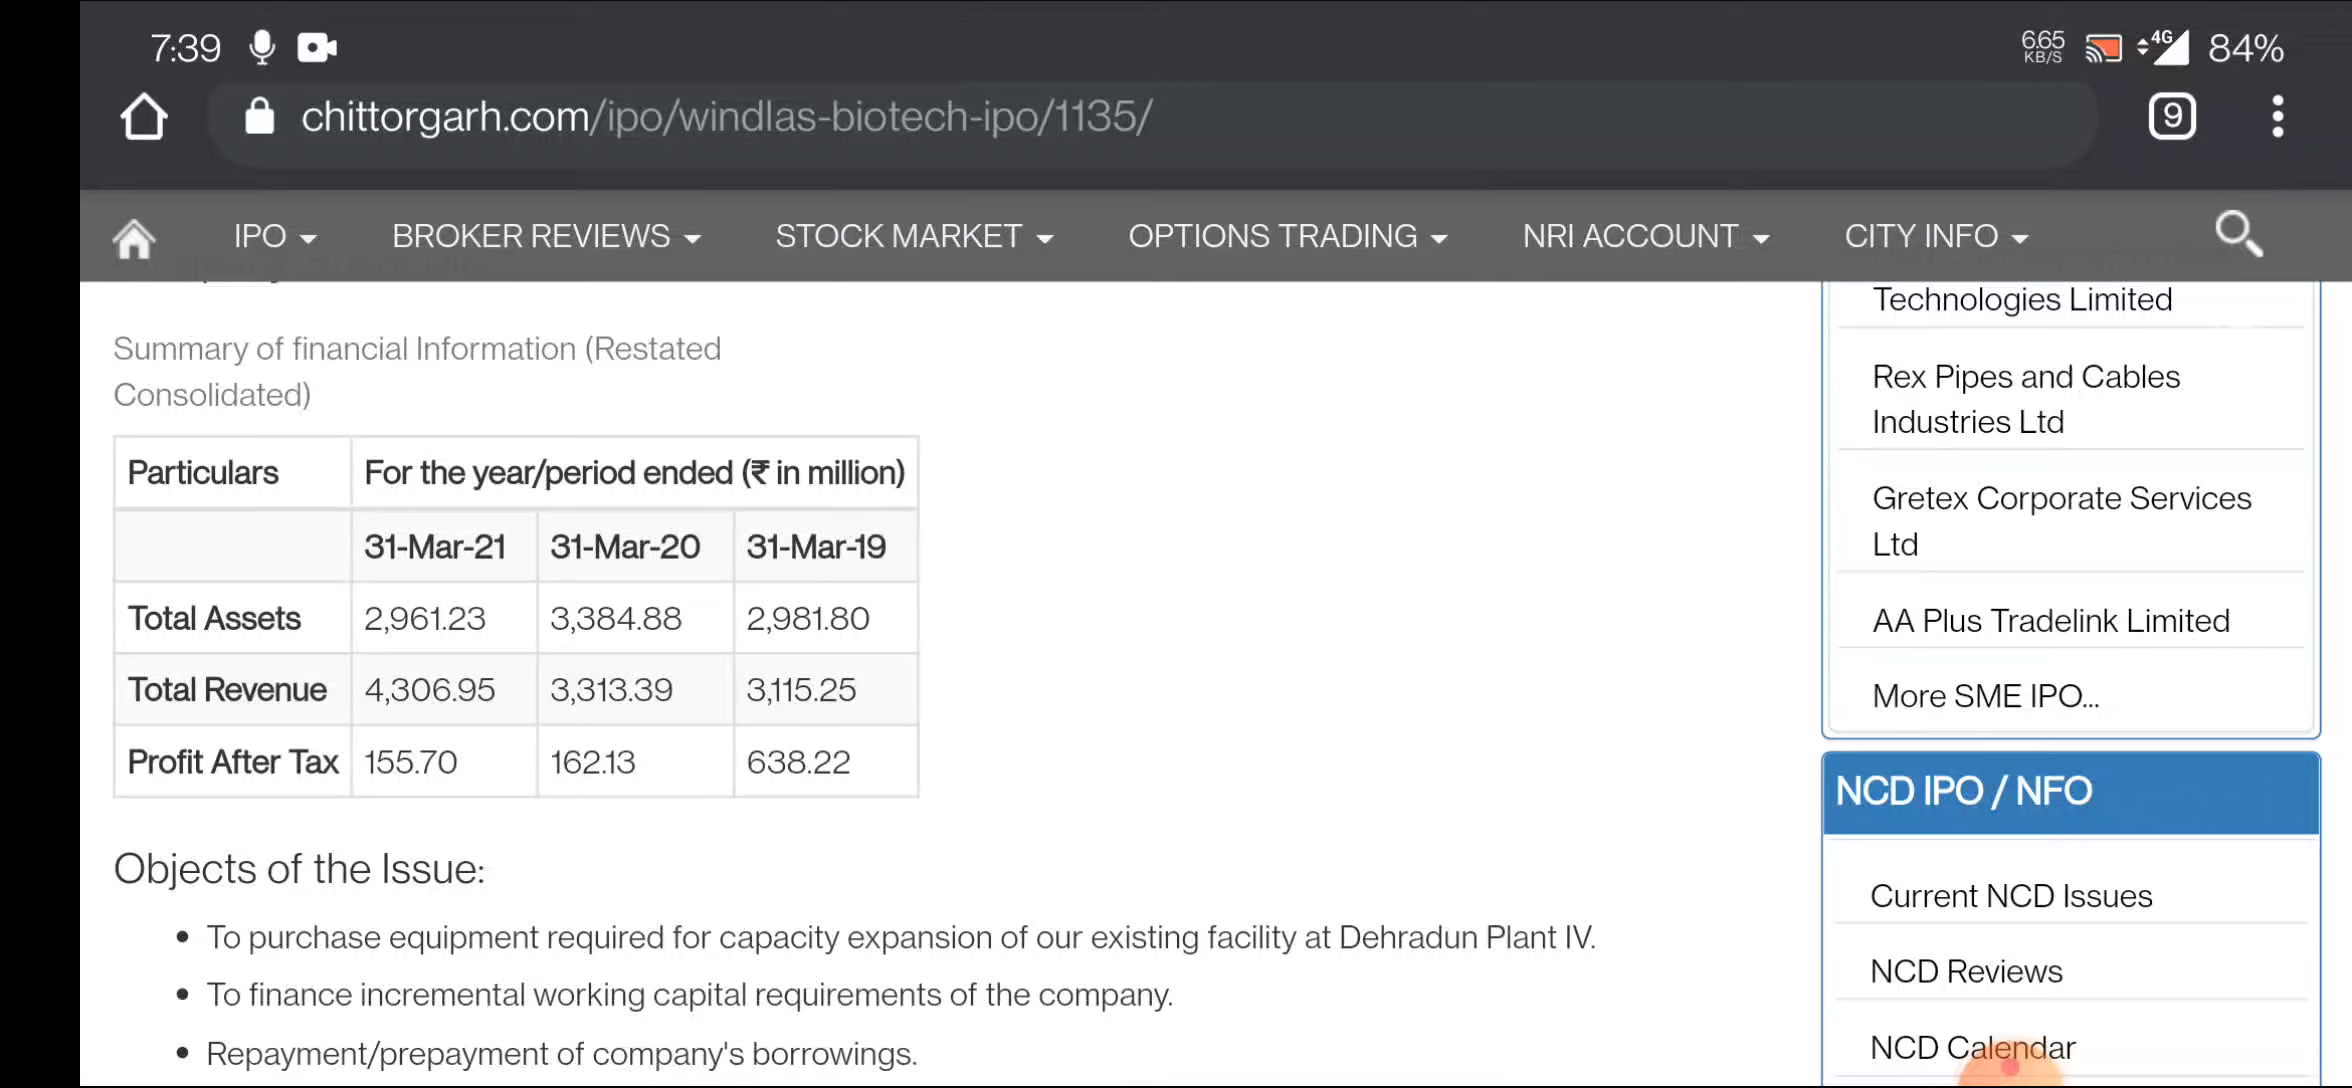 7:39
6.65
KB/S
4G
84%
chittorgarh.com/ipo/windlas-biotech-ipo/1135/
9
IPO
BROKER REVIEWS
STOCK MARKET
OPTIONS TRADING
NRI ACCOUNT
CITY INFO
Summary of financial Information (Restated
Consolidated)
Particulars For the year/period ended (₹ in million)
31-Mar-21 31-Mar-20 31-Mar-19
Total Assets 2,961.23 3,384.88 2,981.80
Total Revenue 4,306.95 3,313.39 3,115.25
Profit After Tax 155.70 162.13 638.22
Objects of the Issue:
• To purchase equipment required for capacity expansion of our existing facility at Dehradun Plant IV.
• To finance incremental working capital requirements of the company.
• Repayment/prepayment of company's borrowings.
Technologies Limited
Rex Pipes and Cables
Industries Ltd
Gretex Corporate Services
Ltd
AA Plus Tradelink Limited
More SME IPO...
NCD IPO / NFO
Current NCD Issues
NCD Reviews
NCD Calendar